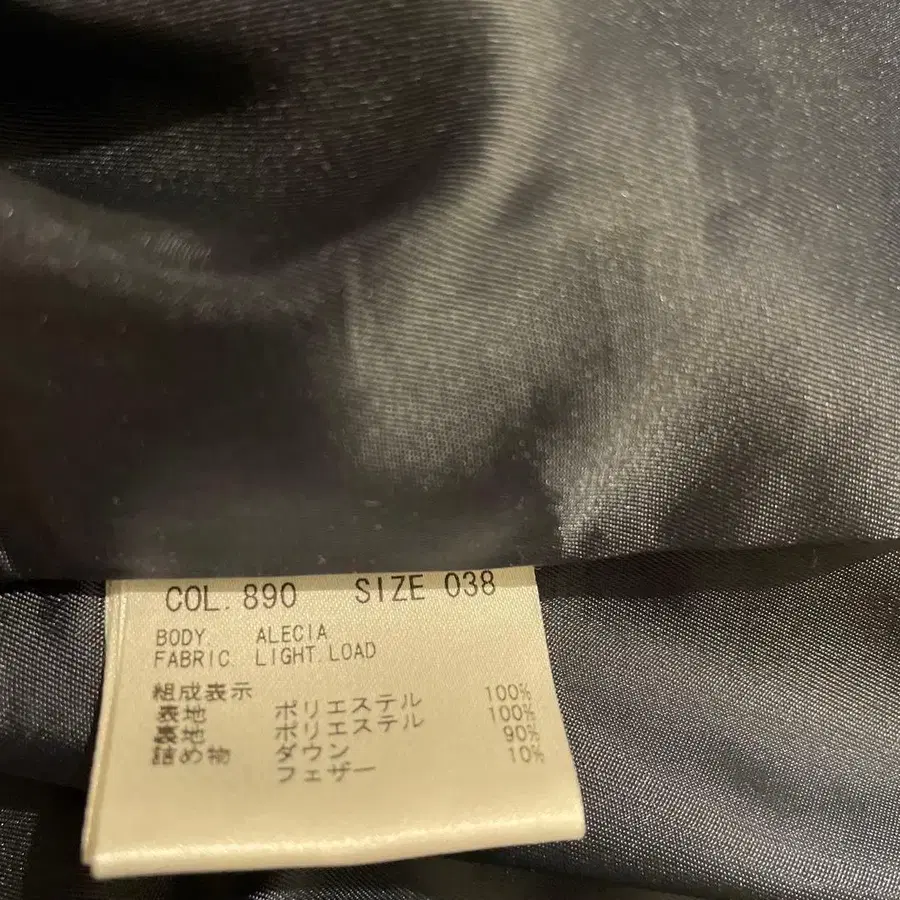 COL. 890 SIZE 038
BODY. ALECIA
FABRIC. LIGHT.LOAD
組成表示
表地 ポリエステル 100%
裏地 ポリエステル 100%
詰め物 ダウン 90%
フェザー 10%